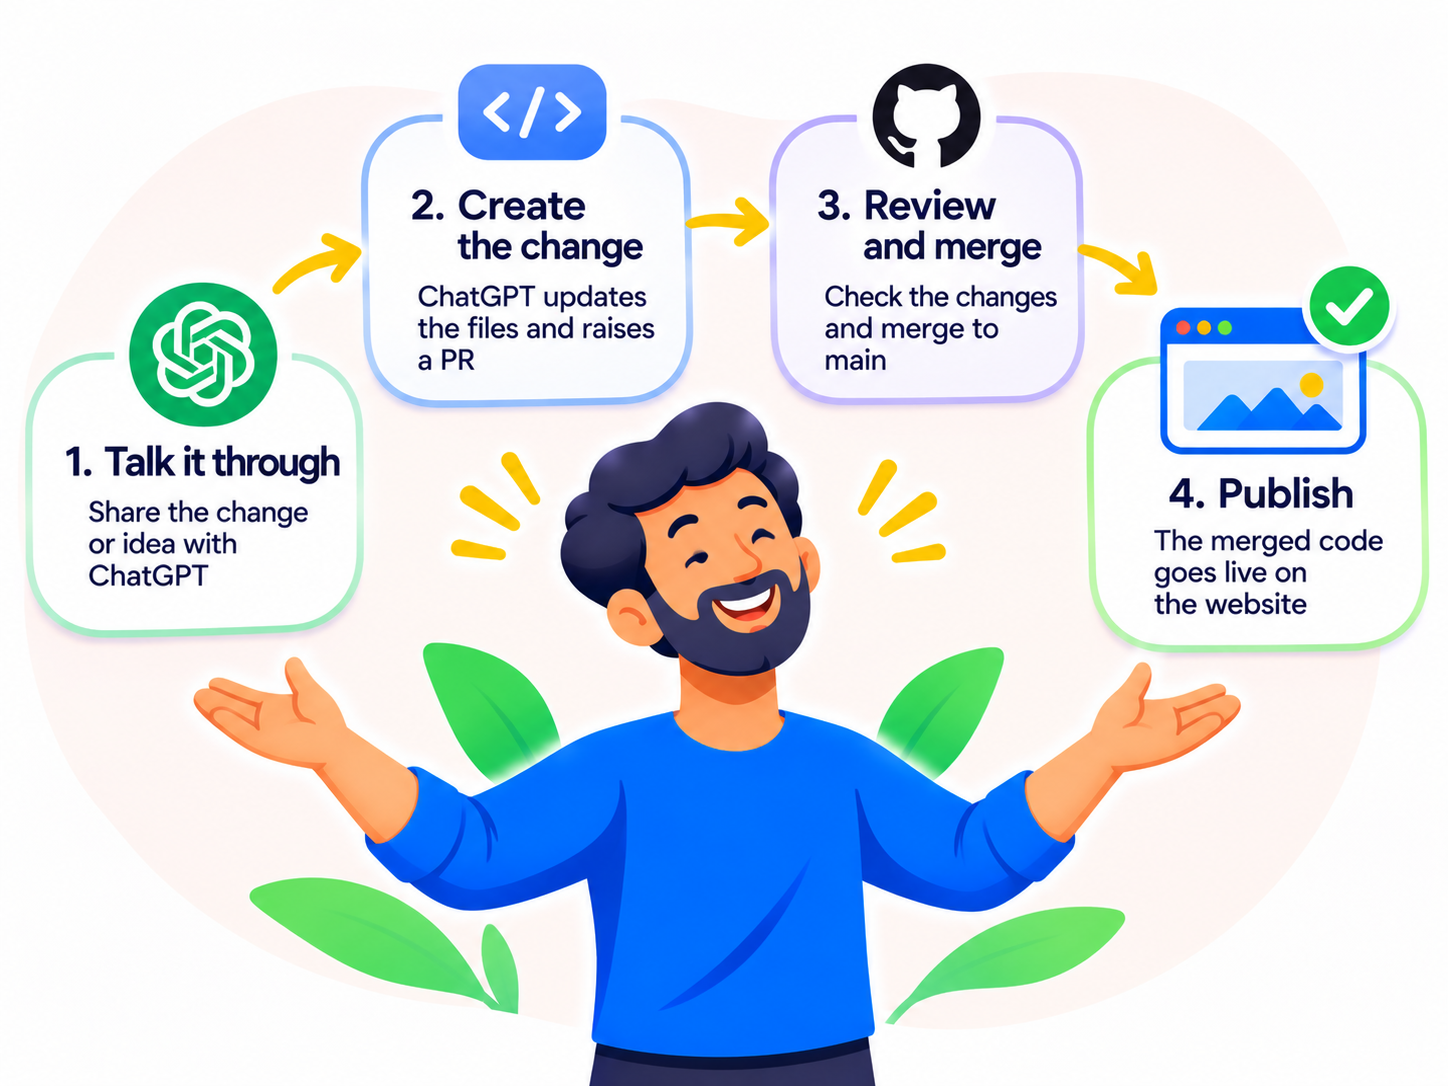 1. Talk it through
Share the change
or idea with
ChatGPT
</>
2. Create
the change
ChatGPT updates
the files and raises
a PR
3. Review
and merge
Check the changes
and merge to
main
4. Publish
The merged code
goes live on
the website